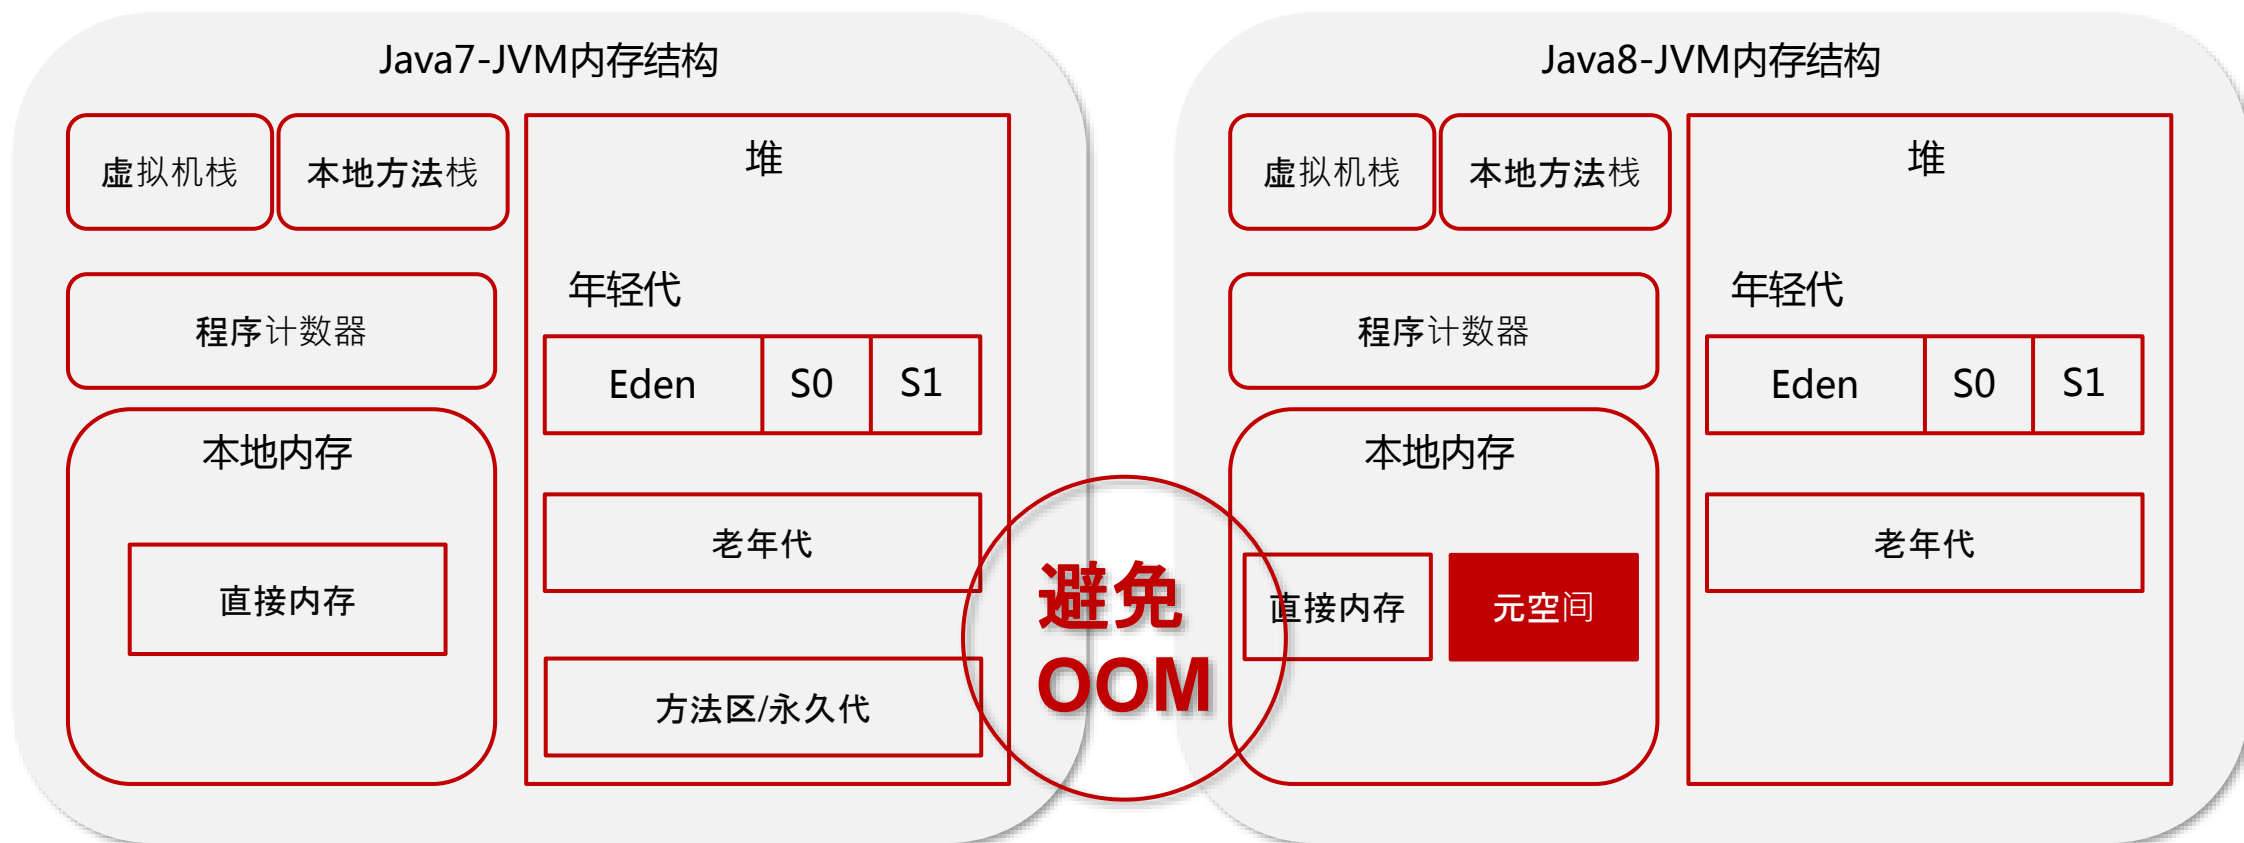 Java7-JVM内存结构
虚拟机栈
本地方法栈
堆
程序计数器
年轻代
Eden
S0
S1
本地内存
直接内存
老年代
方法区/永久代
避免
OOM
Java8-JVM内存结构
虚拟机栈
本地方法栈
堆
程序计数器
年轻代
Eden
S0
S1
本地内存
直接内存
元空间
老年代